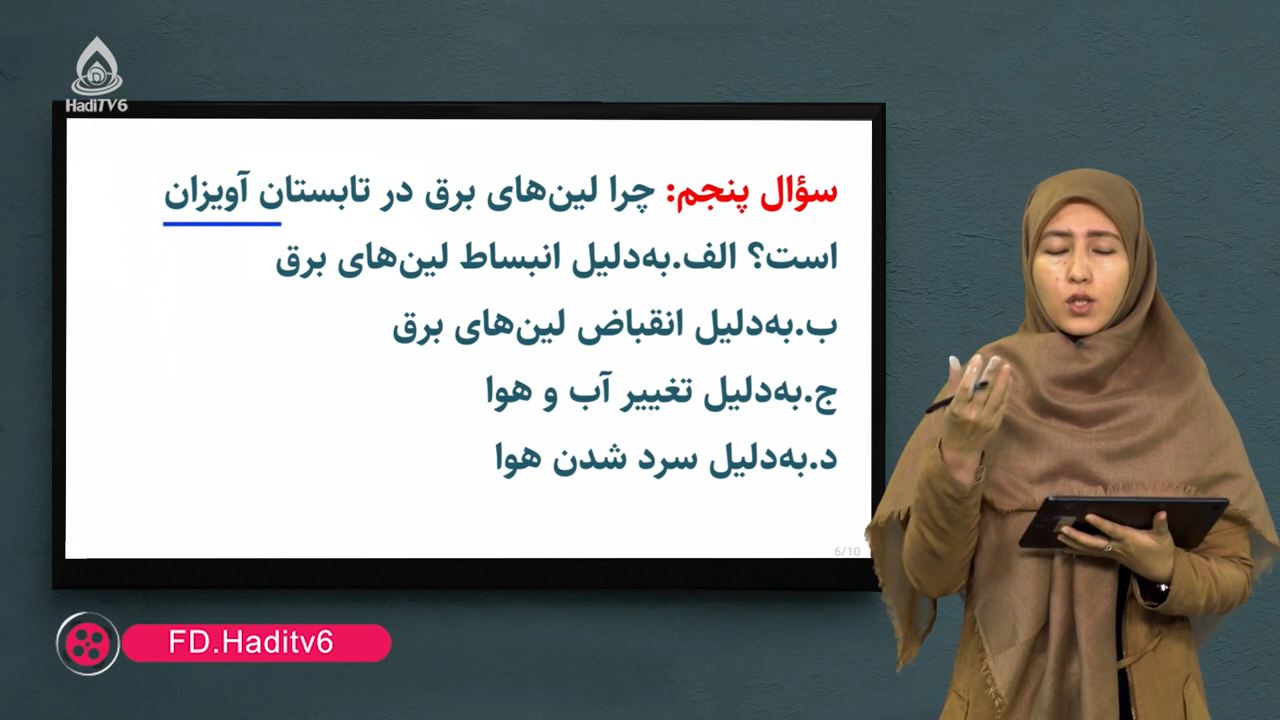 HadiTV6
سؤال پنجم: چرا لین‌های برق در تابستان آویزان
است؟ الف.به‌دلیل انبساط لین‌های برق
ب.به‌دلیل انقباض لین‌های برق
ج.به‌دلیل تغییر آب و هوا
د.به‌دلیل سرد شدن هوا
6/10
FD.Haditv6